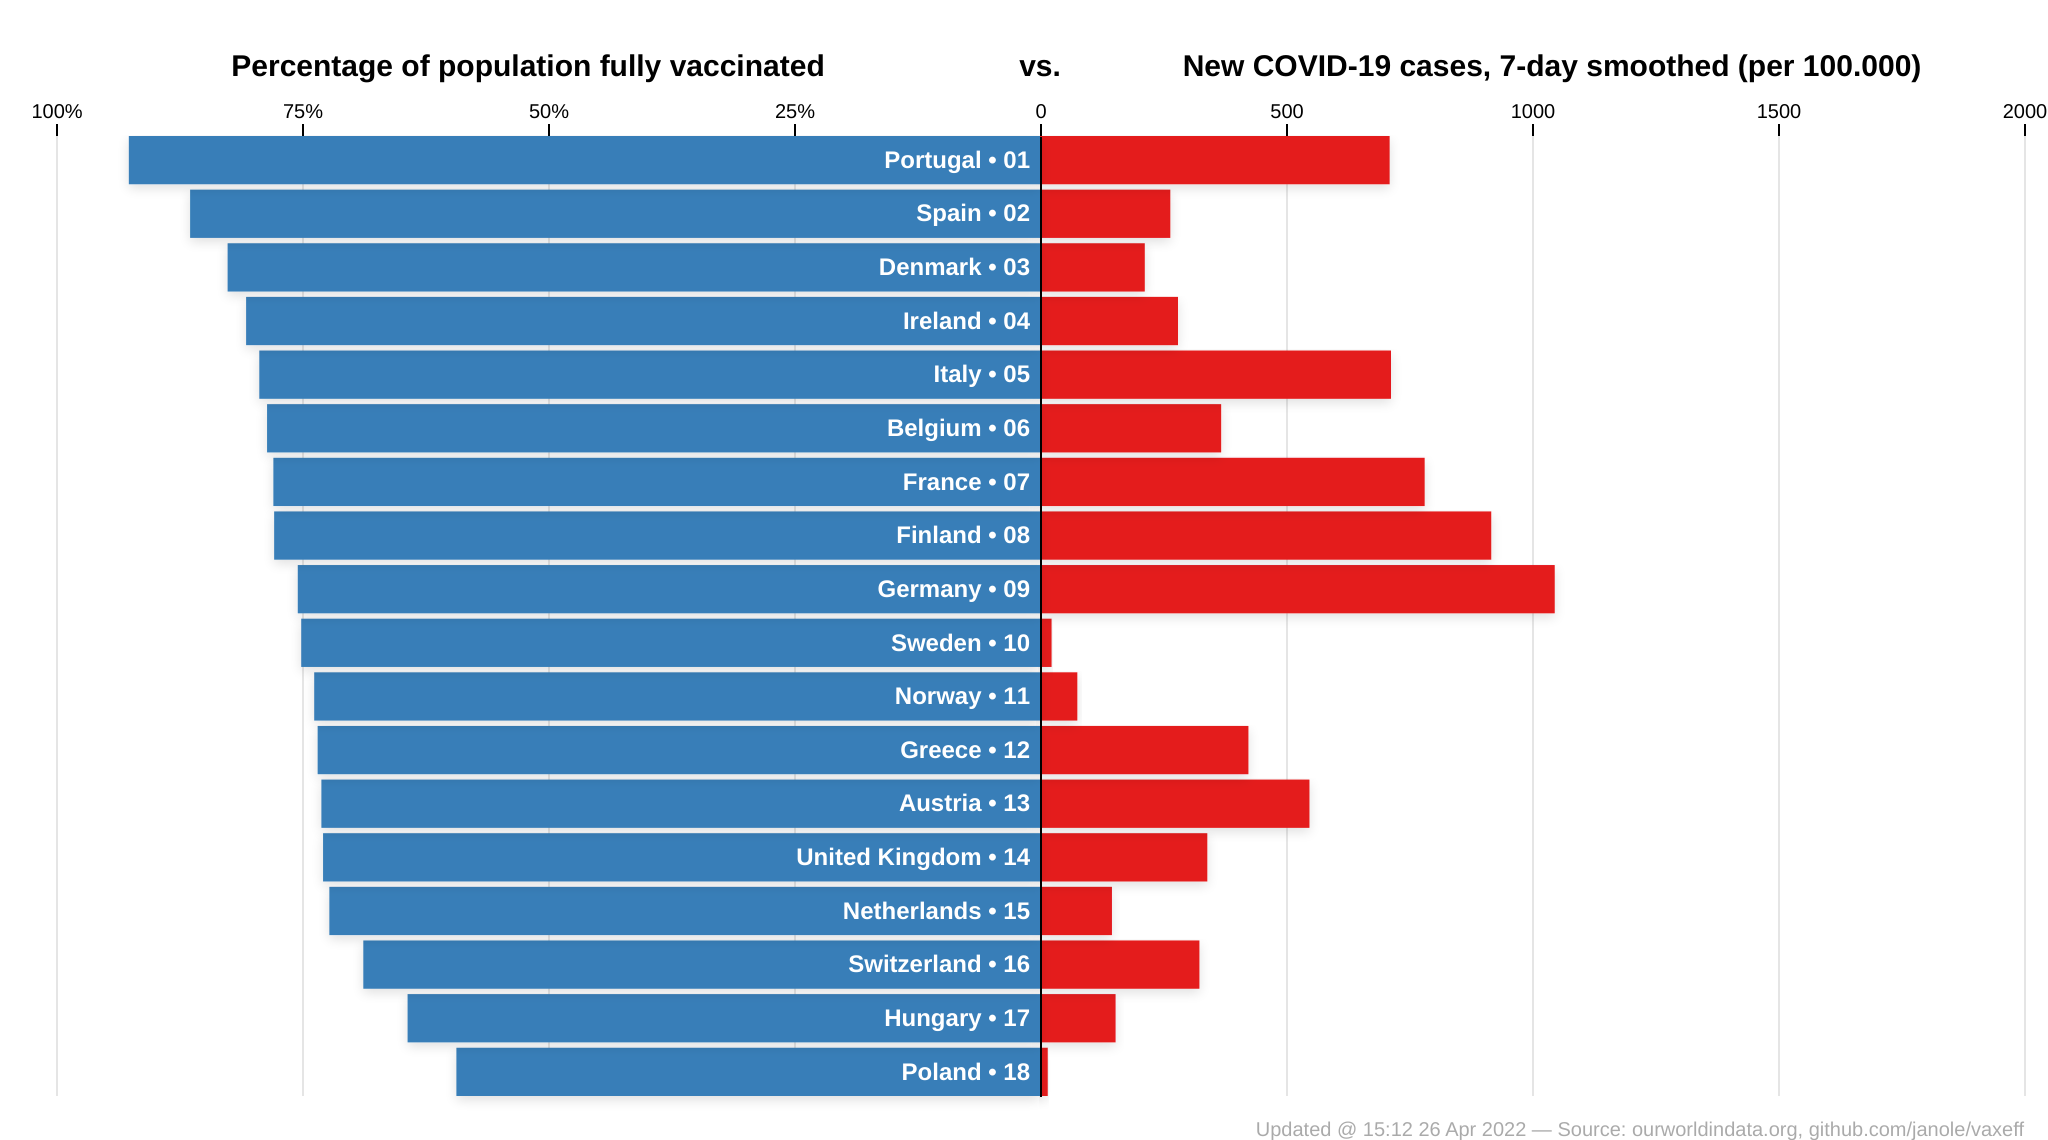 Percentage of population fully vaccinated vs. New COVID-19 cases, 7-day smoothed (per 100.000)
100% 75% 50% 25% 0 500 1000 1500 2000
Portugal • 01
Spain • 02
Denmark • 03
Ireland • 04
Italy • 05
Belgium • 06
France • 07
Finland • 08
Germany • 09
Sweden • 10
Norway • 11
Greece • 12
Austria • 13
United Kingdom • 14
Netherlands • 15
Switzerland • 16
Hungary • 17
Poland • 18
Updated @ 15:12 26 Apr 2022 — Source: ourworldindata.org, github.com/janole/vaxeff